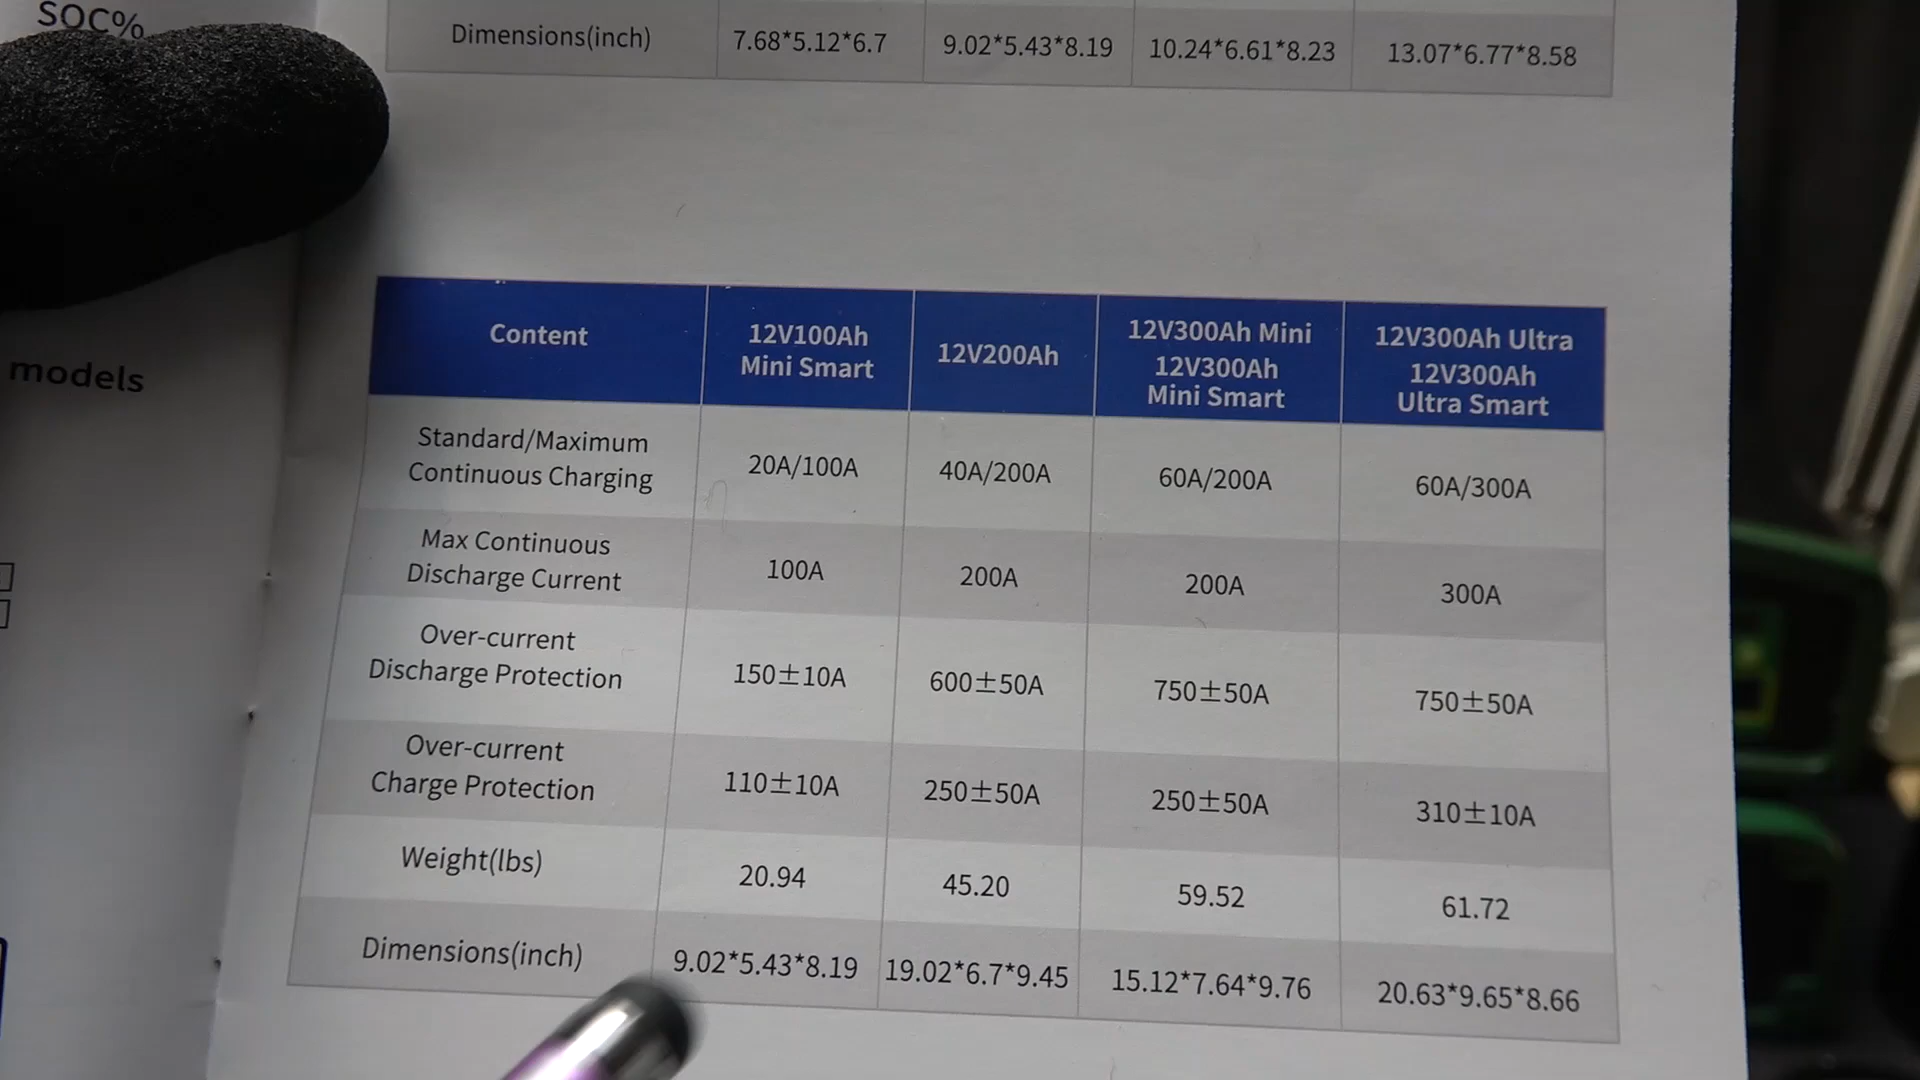 SOC%
models
Dimensions(inch) 7.68*5.12*6.7 9.02*5.43*8.19 10.24*6.61*8.23 13.07*6.77*8.58
Content
12V100Ah
Mini Smart
12V200Ah
12V300Ah Mini
12V300Ah
Mini Smart
12V300Ah Ultra
12V300Ah
Ultra Smart
Standard/Maximum
Continuous Charging
20A/100A 40A/200A 60A/200A 60A/300A
Max Continuous
Discharge Current
100A 200A 200A 300A
Over-current
Discharge Protection
150±10A 600±50A 750±50A 750±50A
Over-current
Charge Protection
110±10A 250±50A 250±50A 310±10A
Weight(lbs) 20.94 45.20 59.52 61.72
Dimensions(inch) 9.02*5.43*8.19 19.02*6.7*9.45 15.12*7.64*9.76 20.63*9.65*8.66